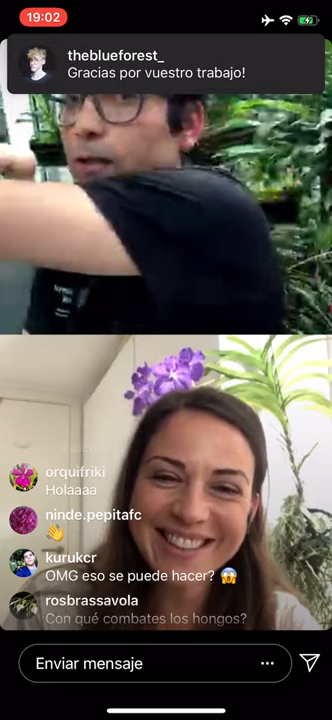 19:02
theblueforest_
Gracias por vuestro trabajo!
orquifriki
Holaaaa
ninde.pepitafc
👋
kurukcr
OMG eso se puede hacer? 😱
rosbrassavola
Con qué combates los hongos?
Enviar mensaje